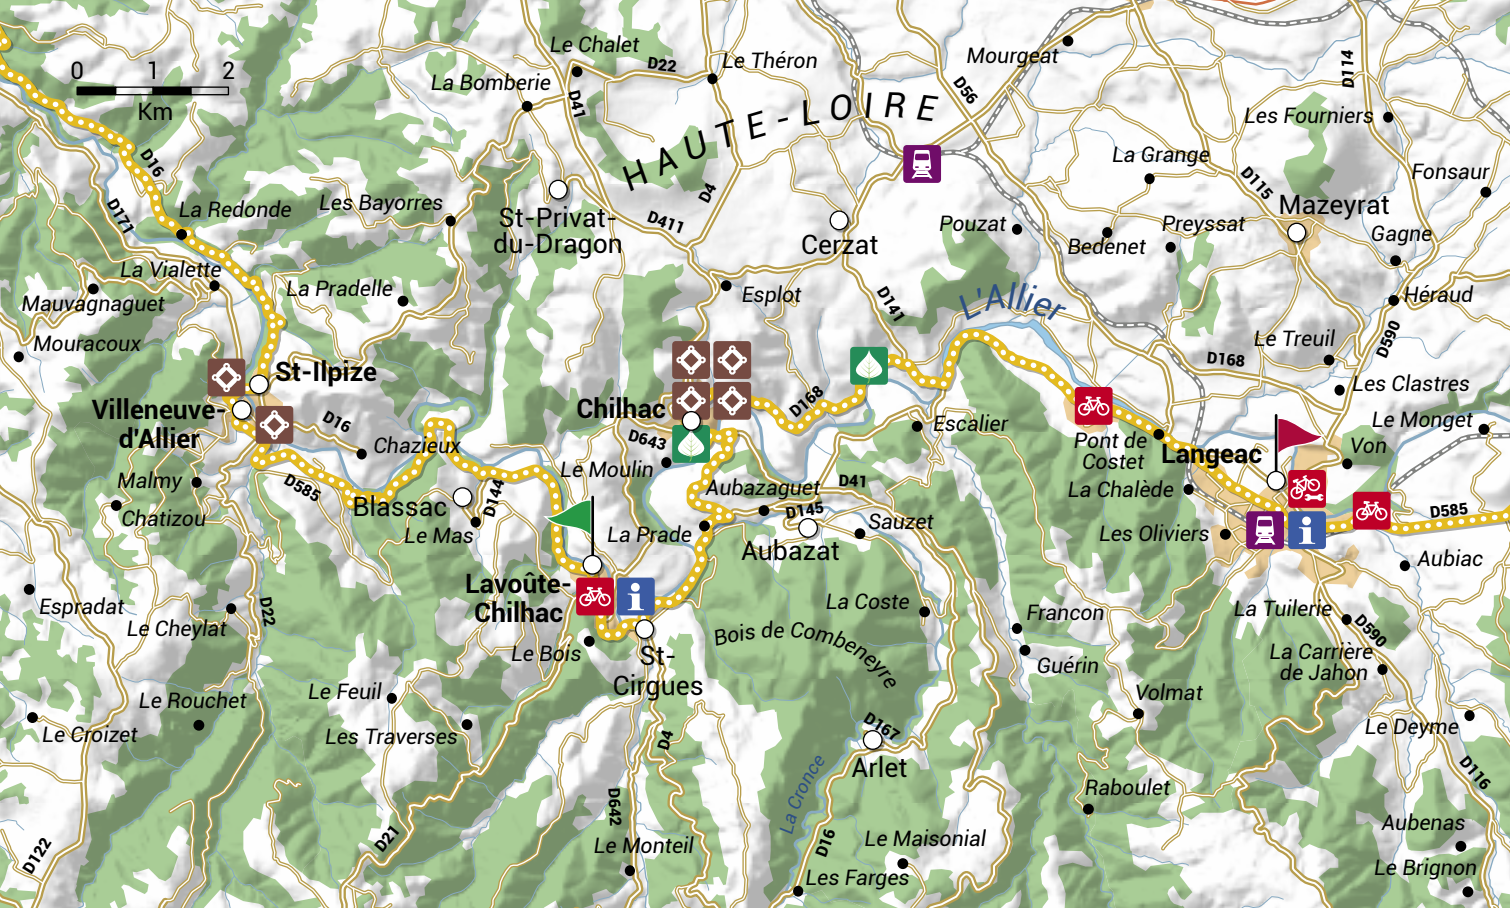 0 1 2
Km
Le Chalet
D22
Le Théron
Mourgeat
D114
La Bomberie
D41
D56
HAUTE-LOIRE
Les Fourniers
D16
La Grange
Fonsaur
D115
D171
La Redonde
Les Bayorres
St-Privat-
du-Dragon
D4
D411
Cerzat
Pouzat
Bedenet
Preyssat
Mazeyrat
Gagne
La Vialette
Mauvagnaguet
La Pradelle
Esplot
D141
L'Allier
Héraud
Mouracoux
Le Treuil
D590
D168
St-Ilpize
Les Clastres
Villeneuve-
d'Allier
D16
Chilhac
D168
Le Monget
Chazieux
D643
Escalier
Pont de
Costet
Langeac
Von
Malmy
D585
Le Moulin
Aubazaguet
D41
La Chalède
Chatizou
Blassac
D144
Le Mas
La Prade
D145
Sauzet
Aubazat
Les Oliviers
D585
Aubiac
Lavoûte-
Chilhac
Espradat
Le Cheylat
D22
La Coste
Francon
La Tuilerie
D590
Bois de Combeneyre
Le Bois
St-
Cirgues
Guérin
La Carrière
de Jahon
Le Rouchet
Le Feuil
Volmat
Le Croizet
Les Traverses
D4
D167
Arlet
Le Deyme
La Cronce
D116
Raboulet
D642
D21
D16
Le Monteil
Le Maisonial
Aubenas
D122
Les Farges
Le Brignon